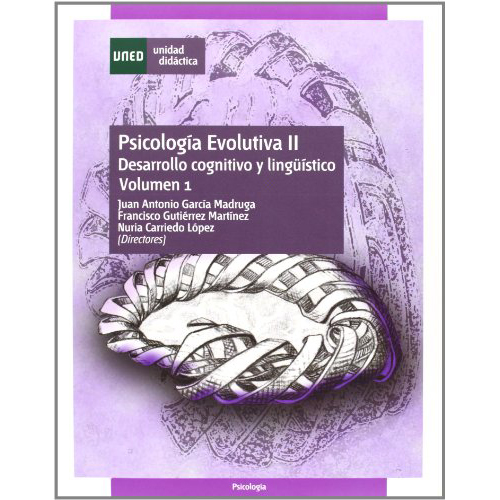 UNED
unidad
didáctica
Psicología Evolutiva II
Desarrollo cognitivo y lingüístico
Volumen 1
Juan Antonio García Madruga
Francisco Gutiérrez Martínez
Nuria Carriedo López
(Directores)
Psicología